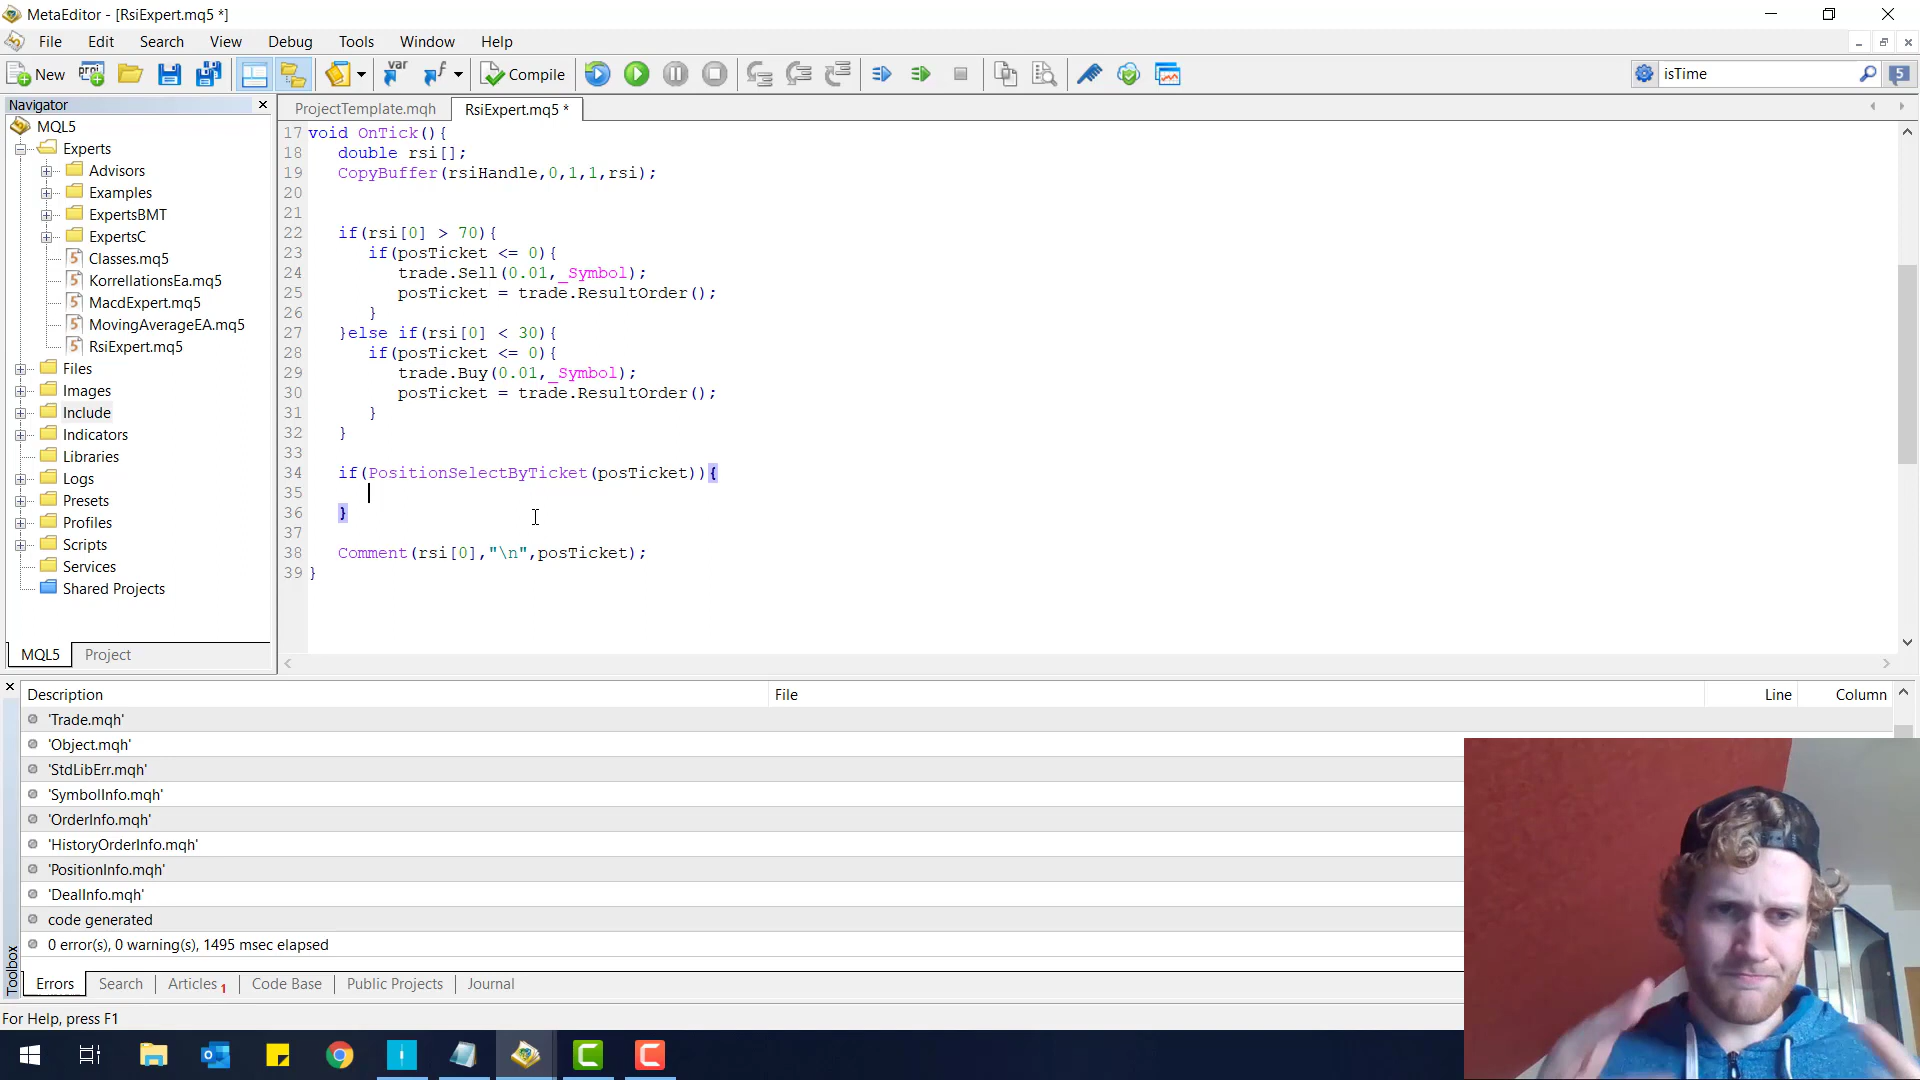 MetaEditor - [RsiExpert.mq5 *]
File Edit Search View Debug Tools Window Help
New Compile isTime 5
Navigator
ProjectTemplate.mqh RsiExpert.mq5 *
MQL5
Experts
Advisors
Examples
ExpertsBMT
ExpertsC
Classes.mq5
KorrellationsEa.mq5
MacdExpert.mq5
MovingAverageEA.mq5
RsiExpert.mq5
Files
Images
Include
Indicators
Libraries
Logs
Presets
Profiles
Scripts
Services
Shared Projects
MQL5 Project
17 void OnTick(){
18 double rsi[];
19 CopyBuffer(rsiHandle,0,1,1,rsi);
20
21
22 if(rsi[0] > 70){
23 if(posTicket <= 0){
24 trade.Sell(0.01,_Symbol);
25 posTicket = trade.ResultOrder();
26 }
27 }else if(rsi[0] < 30){
28 if(posTicket <= 0){
29 trade.Buy(0.01,_Symbol);
30 posTicket = trade.ResultOrder();
31 }
32 }
33
34 if(PositionSelectByTicket(posTicket)){
35
36 }
37
38 Comment(rsi[0],"\n",posTicket);
39 }
Description File Line Column
'Trade.mqh'
'Object.mqh'
'StdLibErr.mqh'
'SymbolInfo.mqh'
'OrderInfo.mqh'
'HistoryOrderInfo.mqh'
'PositionInfo.mqh'
'DealInfo.mqh'
code generated
0 error(s), 0 warning(s), 1495 msec elapsed
Toolbox
Errors Search Articles 1 Code Base Public Projects Journal
For Help, press F1